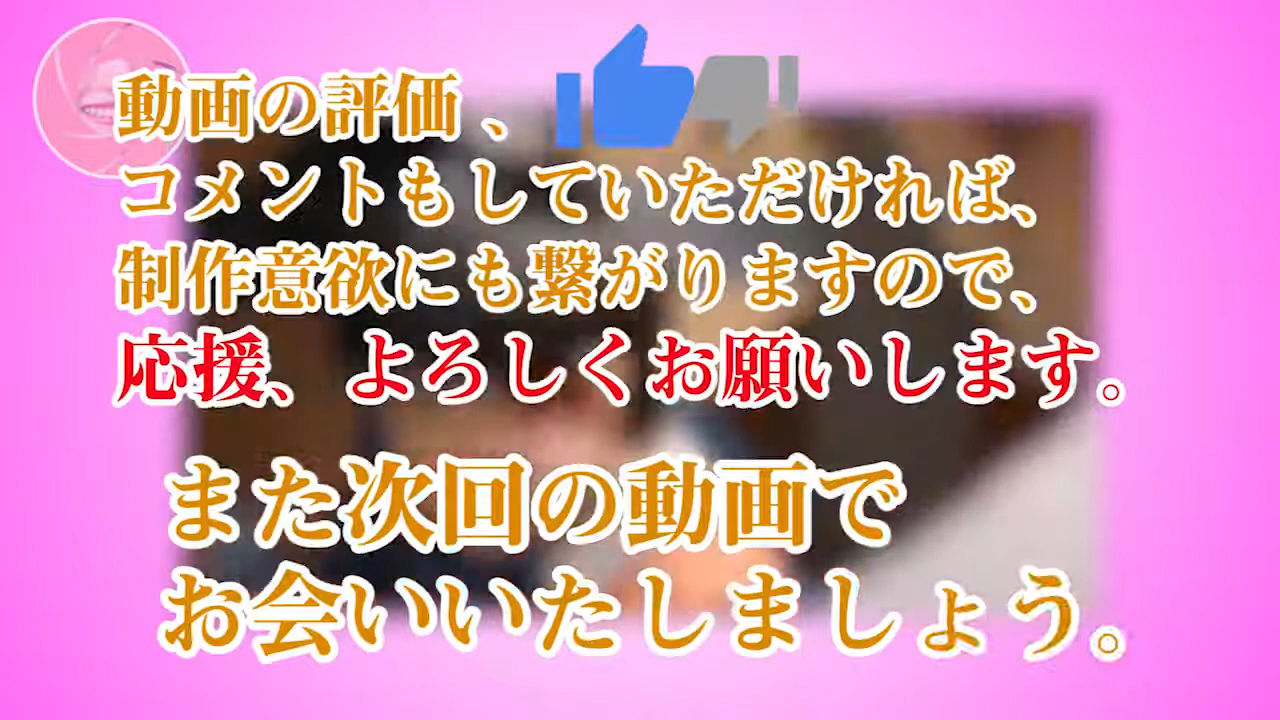 動画の評価、
コメントもしていただければ、
制作意欲にも繋がりますので、
応援、よろしくお願いします。
また次回の動画で
お会いいたしましょう。